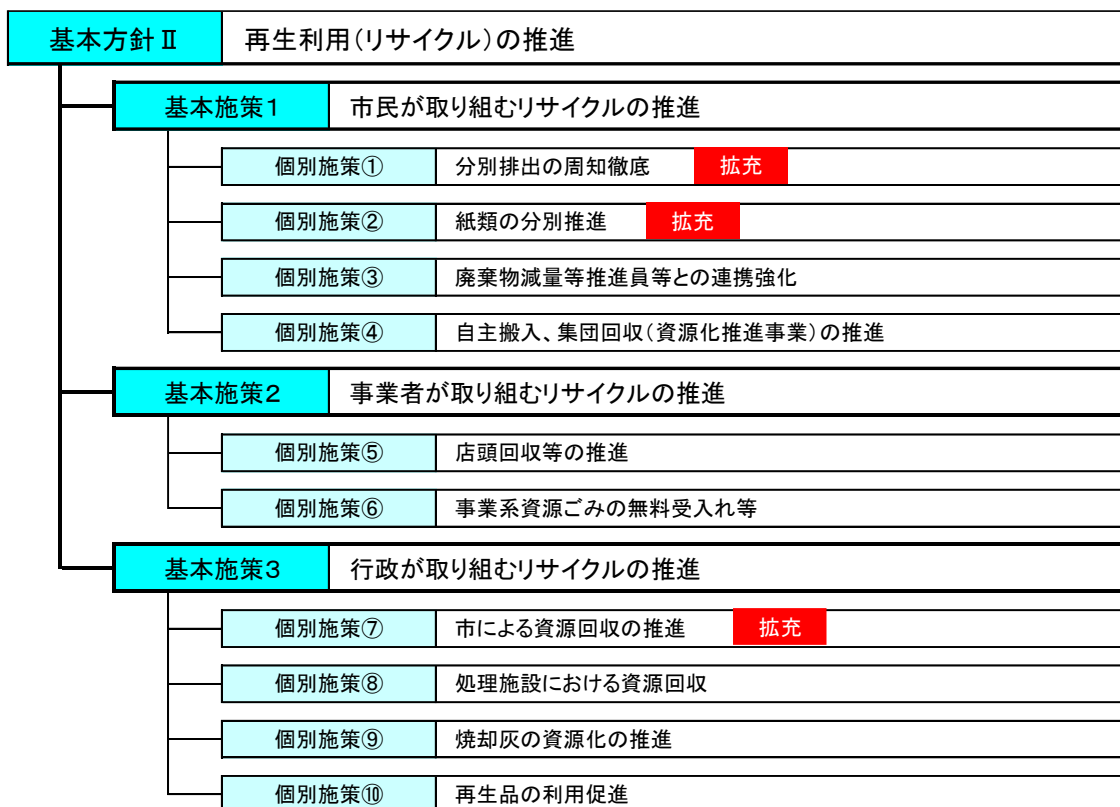 基本方針Ⅱ 再生利用(リサイクル)の推進
基本施策1 市民が取り組むリサイクルの推進
個別施策① 分別排出の周知徹底 拡充
個別施策② 紙類の分別推進 拡充
個別施策③ 廃棄物減量等推進員等との連携強化
個別施策④ 自主搬入、集団回収(資源化推進事業)の推進
基本施策2 事業者が取り組むリサイクルの推進
個別施策⑤ 店頭回収等の推進
個別施策⑥ 事業系資源ごみの無料受入れ等
基本施策3 行政が取り組むリサイクルの推進
個別施策⑦ 市による資源回収の推進 拡充
個別施策⑧ 処理施設における資源回収
個別施策⑨ 焼却灰の資源化の推進
個別施策⑩ 再生品の利用促進